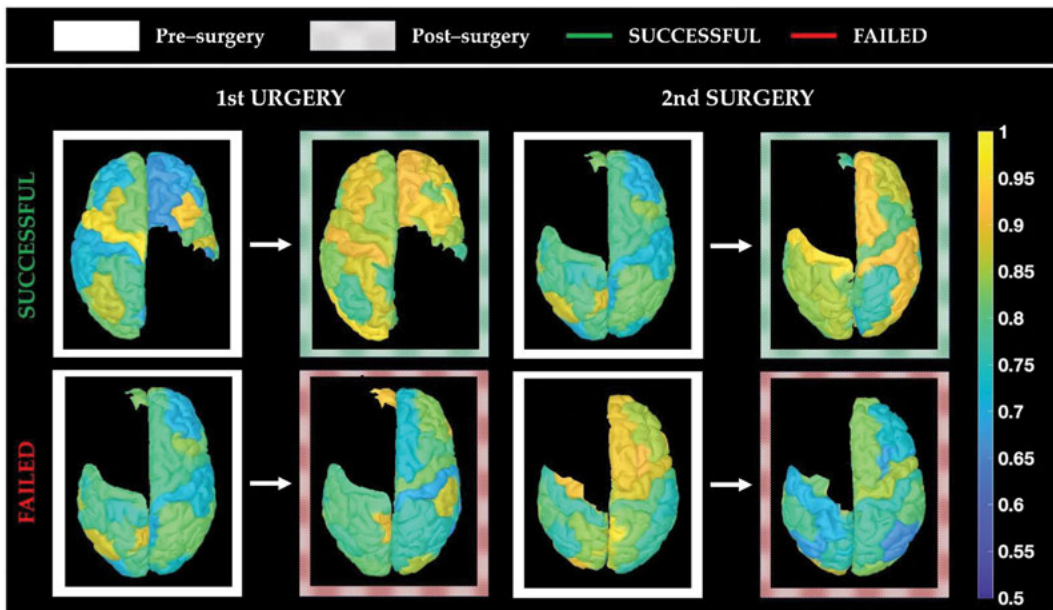 Pre–surgery Post–surgery SUCCESSFUL FAILED
1st URGERY 2nd SURGERY
SUCCESSFUL
FAILED
1
0.95
0.9
0.85
0.8
0.75
0.7
0.65
0.6
0.55
0.5